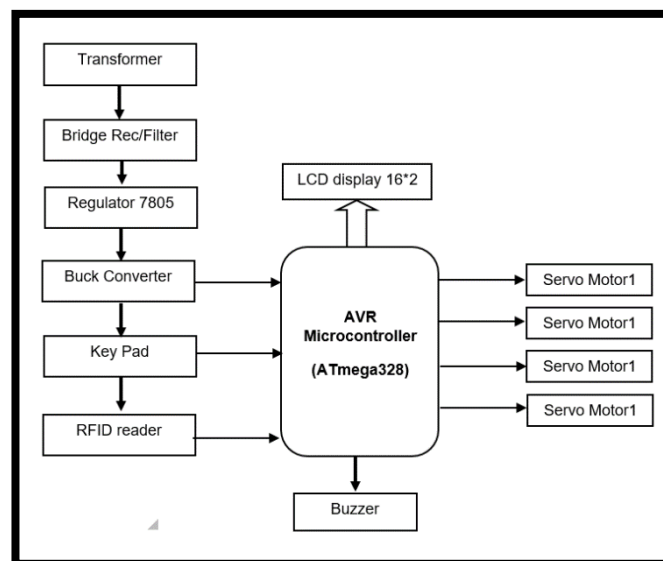 Transformer
Bridge Rec/Filter
Regulator 7805
Buck Converter
Key Pad
RFID reader
LCD display 16*2
AVR
Microcontroller
(ATmega328)
Buzzer
Servo Motor1
Servo Motor1
Servo Motor1
Servo Motor1